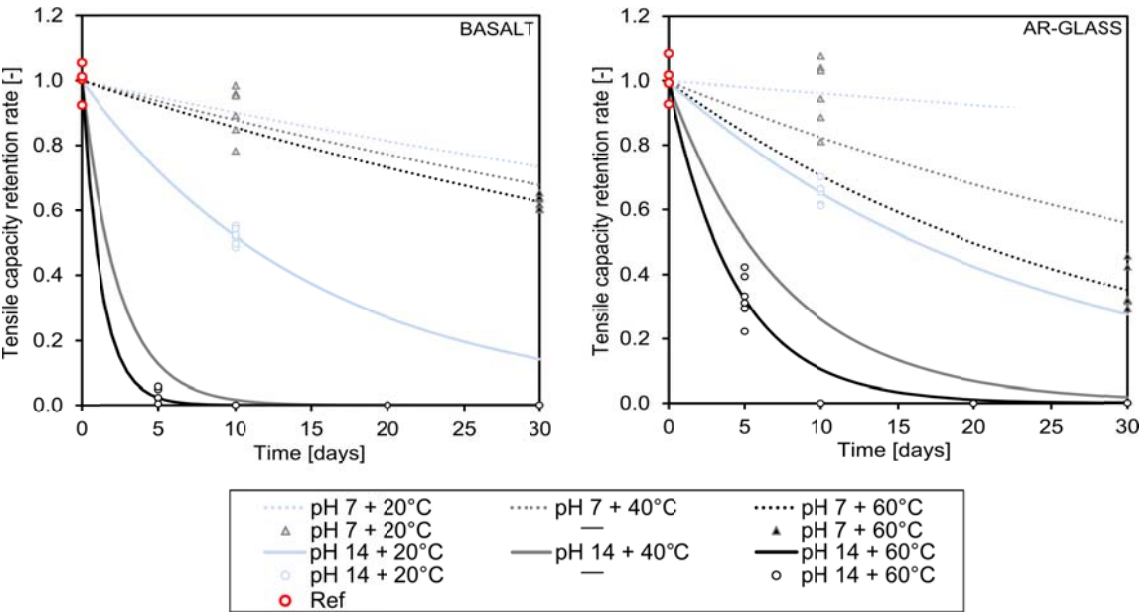 BASALT
Tensile capacity retention rate [-]
1.2
1.0
0.8
0.6
0.4
0.2
0.0
0 5 10 15 20 25 30
Time [days]
AR-GLASS
Tensile capacity retention rate [-]
1.2
1.0
0.8
0.6
0.4
0.2
0.0
0 5 10 15 20 25 30
Time [days]
pH 7 + 20°C pH 7 + 40°C pH 7 + 60°C
pH 7 + 20°C — pH 7 + 60°C
pH 14 + 20°C pH 14 + 40°C pH 14 + 60°C
pH 14 + 20°C — pH 14 + 60°C
Ref